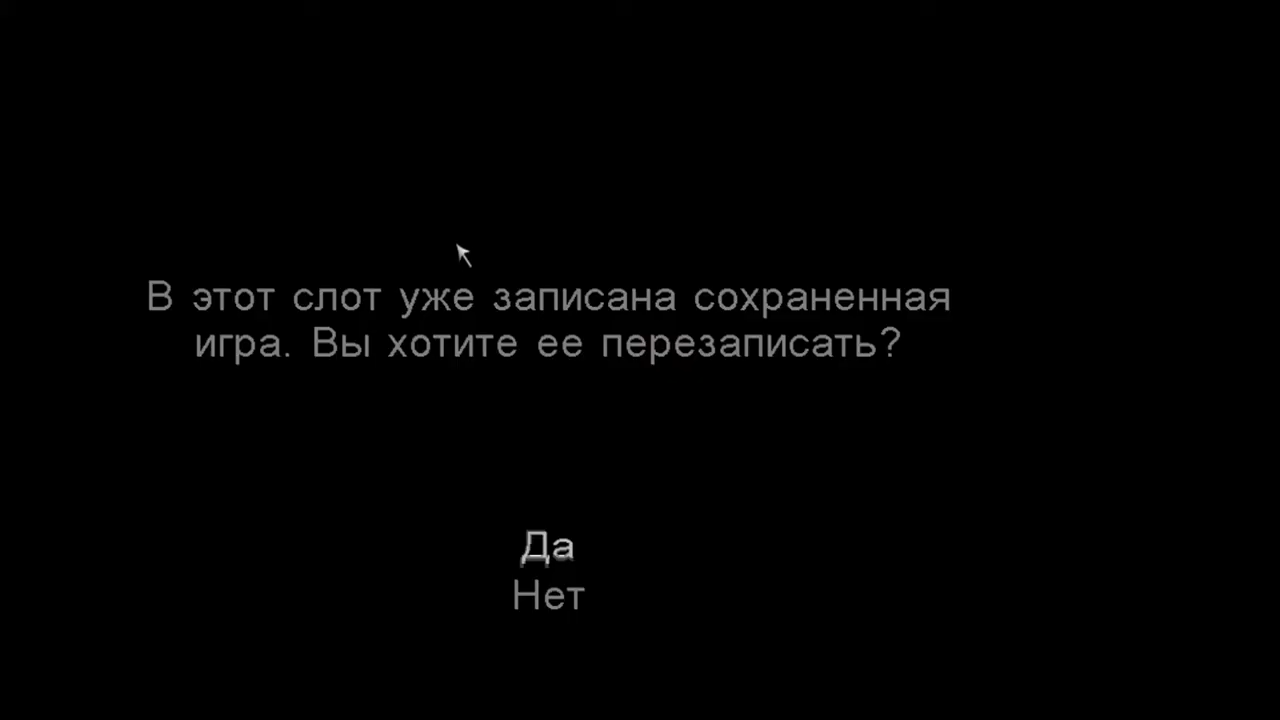 В этот слот уже записана сохраненная
игра. Вы хотите ее перезаписать?
Да
Нет